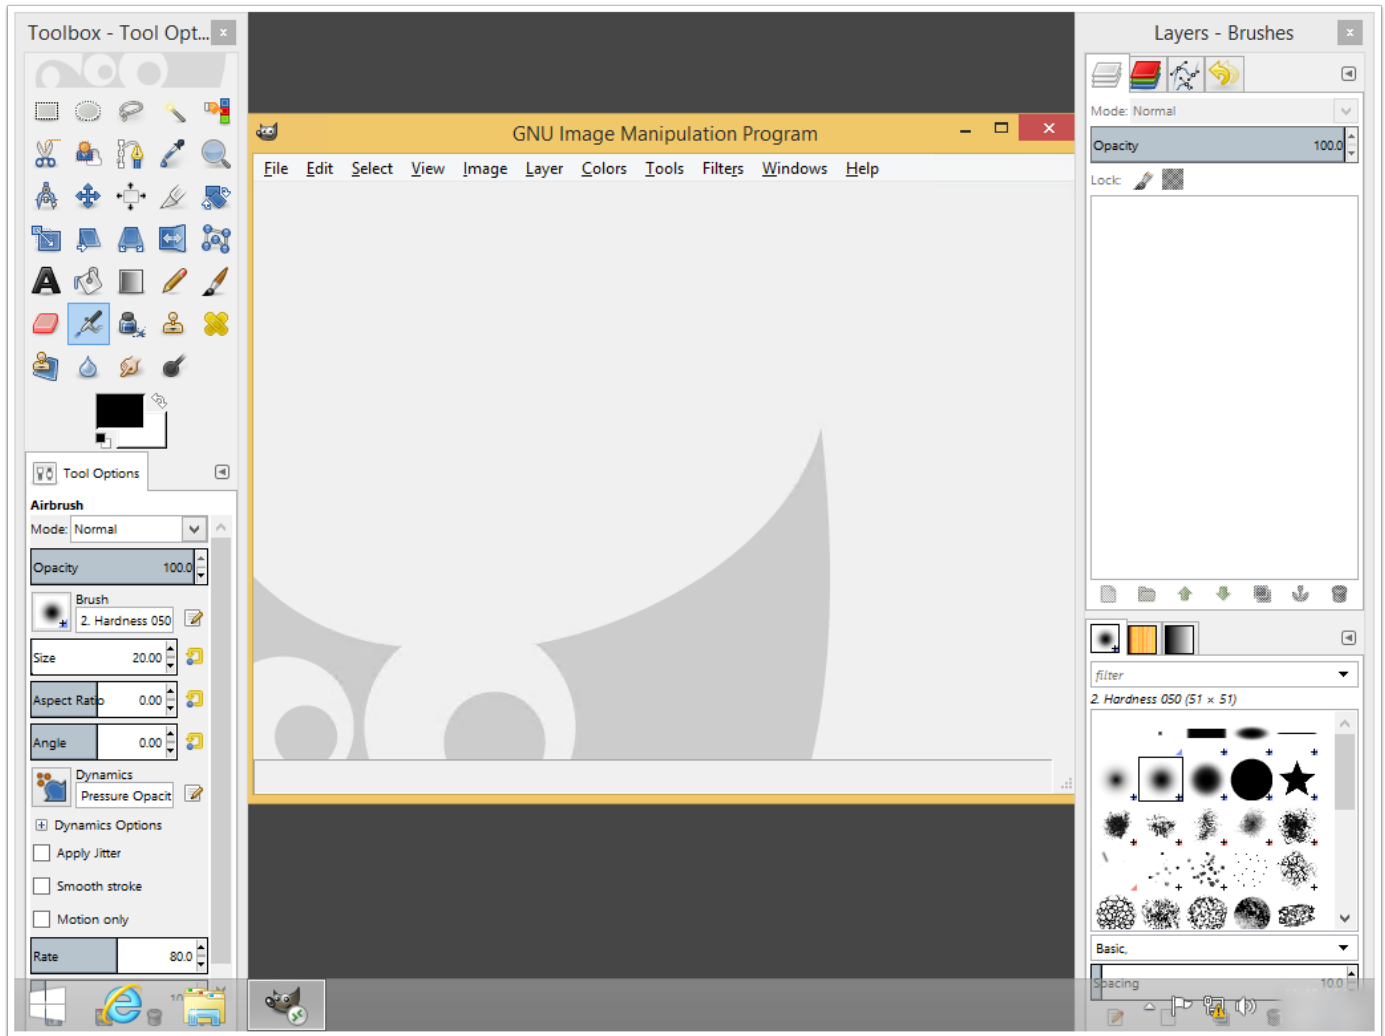 Toolbox - Tool Opt...
Tool Options
Airbrush
Mode: Normal
Opacity 100.0
Brush
2. Hardness 050
Size 20.00
Aspect Ratio 0.00
Angle 0.00
Dynamics
Pressure Opacit
Dynamics Options
Apply Jitter
Smooth stroke
Motion only
Rate 80.0
GNU Image Manipulation Program
File Edit Select View Image Layer Colors Tools Filters Windows Help
Layers - Brushes
Mode: Normal
Opacity 100.0
Lock:
filter
2. Hardness 050 (51 × 51)
Basic,
Spacing 10.0